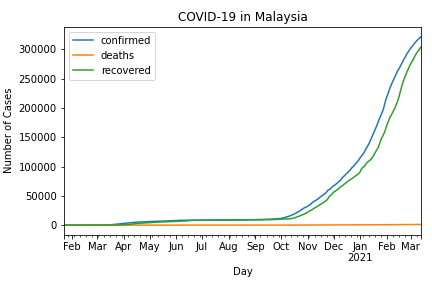 COVID-19 in Malaysia
confirmed
deaths
recovered
300000
250000
200000
150000
100000
50000
0
Number of Cases
Feb Mar Apr May Jun Jul Aug Sep Oct Nov Dec Jan Feb Mar
2021
Day